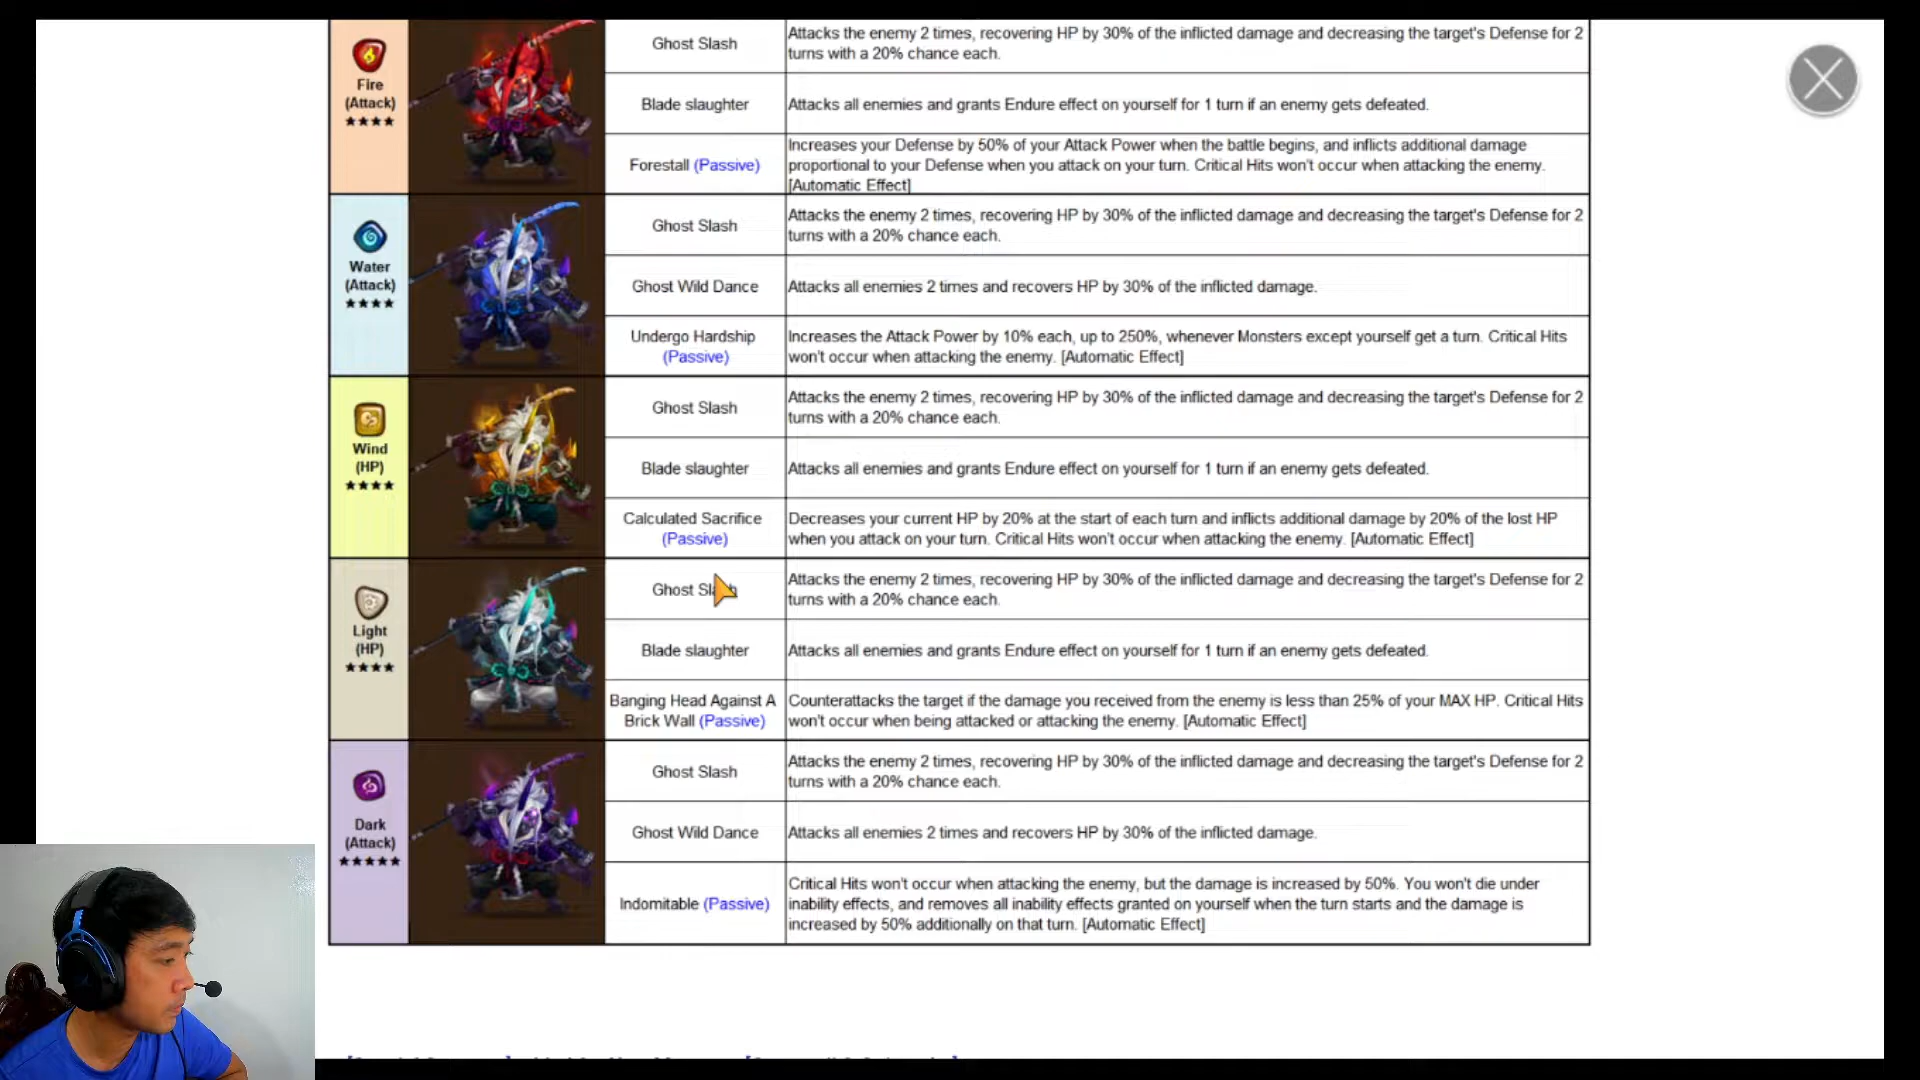 Fire
(Attack)
★★★★
Ghost Slash
Attacks the enemy 2 times, recovering HP by 30% of the inflicted damage and decreasing the target's Defense for 2
turns with a 20% chance each.
Blade slaughter
Attacks all enemies and grants Endure effect on yourself for 1 turn if an enemy gets defeated.
Forestall (Passive)
Increases your Defense by 50% of your Attack Power when the battle begins, and inflicts additional damage
proportional to your Defense when you attack on your turn. Critical Hits won't occur when attacking the enemy.
[Automatic Effect]
Water
(Attack)
★★★★
Ghost Slash
Attacks the enemy 2 times, recovering HP by 30% of the inflicted damage and decreasing the target's Defense for 2
turns with a 20% chance each.
Ghost Wild Dance
Attacks all enemies 2 times and recovers HP by 30% of the inflicted damage.
Undergo Hardship
(Passive)
Increases the Attack Power by 10% each, up to 250%, whenever Monsters except yourself get a turn. Critical Hits
won't occur when attacking the enemy. [Automatic Effect]
Wind
(HP)
★★★★
Ghost Slash
Attacks the enemy 2 times, recovering HP by 30% of the inflicted damage and decreasing the target's Defense for 2
turns with a 20% chance each.
Blade slaughter
Attacks all enemies and grants Endure effect on yourself for 1 turn if an enemy gets defeated.
Calculated Sacrifice
(Passive)
Decreases your current HP by 20% at the start of each turn and inflicts additional damage by 20% of the lost HP
when you attack on your turn. Critical Hits won't occur when attacking the enemy. [Automatic Effect]
Light
(HP)
★★★★
Ghost Slash
Attacks the enemy 2 times, recovering HP by 30% of the inflicted damage and decreasing the target's Defense for 2
turns with a 20% chance each.
Blade slaughter
Attacks all enemies and grants Endure effect on yourself for 1 turn if an enemy gets defeated.
Banging Head Against A
Brick Wall (Passive)
Counterattacks the target if the damage you received from the enemy is less than 25% of your MAX HP. Critical Hits
won't occur when being attacked or attacking the enemy. [Automatic Effect]
Dark
(Attack)
★★★★★
Ghost Slash
Attacks the enemy 2 times, recovering HP by 30% of the inflicted damage and decreasing the target's Defense for 2
turns with a 20% chance each.
Ghost Wild Dance
Attacks all enemies 2 times and recovers HP by 30% of the inflicted damage.
Indomitable (Passive)
Critical Hits won't occur when attacking the enemy, but the damage is increased by 50%. You won't die under
inability effects, and removes all inability effects granted on yourself when the turn starts and the damage is
increased by 50% additionally on that turn. [Automatic Effect]